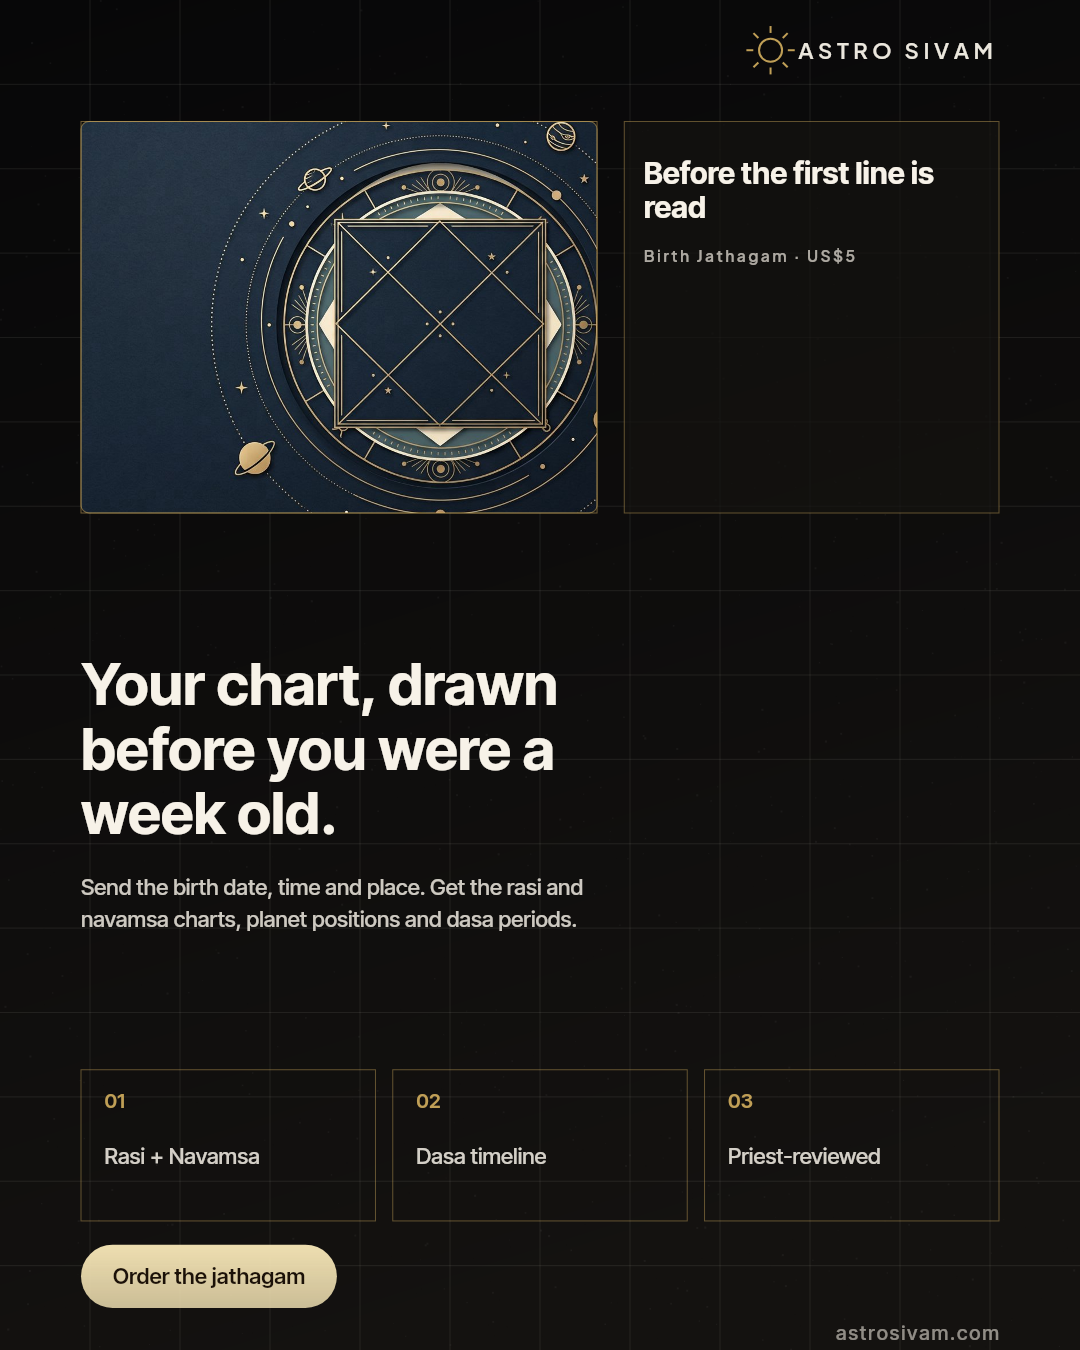 ASTRO SIVAM
Before the first line is
read
Birth Jathagam · US$5
Your chart, drawn
before you were a
week old.
Send the birth date, time and place. Get the rasi and
navamsa charts, planet positions and dasa periods.
01
Rasi + Navamsa
02
Dasa timeline
03
Priest-reviewed
Order the jathagam
astrosivam.com